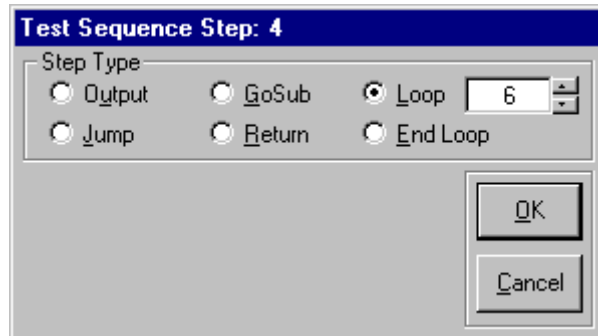 Test Sequence Step: 4
Step Type
Output GoSub Loop 6
Jump Return End Loop
OK
Cancel